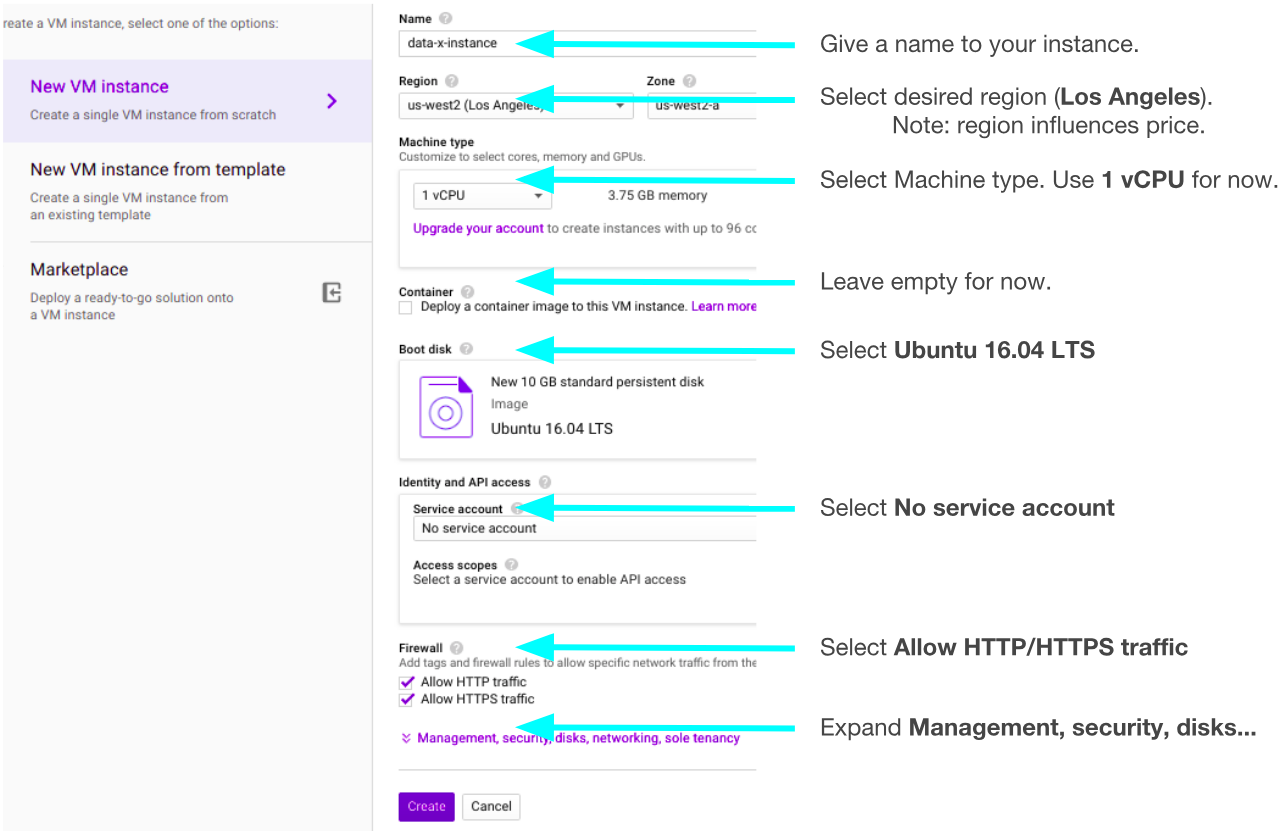 reate a VM instance, select one of the options:
New VM instance
Create a single VM instance from scratch
New VM instance from template
Create a single VM instance from
an existing template
Marketplace
Deploy a ready-to-go solution onto
a VM instance
Name
data-x-instance
Give a name to your instance.
Region
Zone
us-west2 (Los Angeles)
us-west2-a
Select desired region (Los Angeles).
Note: region influences price.
Machine type
Customize to select cores, memory and GPUs.
1 vCPU
3.75 GB memory
Select Machine type. Use 1 vCPU for now.
Upgrade your account to create instances with up to 96 cc
Container
Deploy a container image to this VM instance. Learn more
Leave empty for now.
Boot disk
New 10 GB standard persistent disk
Image
Ubuntu 16.04 LTS
Select Ubuntu 16.04 LTS
Identity and API access
Service account
No service account
Select No service account
Access scopes
Select a service account to enable API access
Firewall
Add tags and firewall rules to allow specific network traffic from the
Allow HTTP traffic
Allow HTTPS traffic
Select Allow HTTP/HTTPS traffic
Management, security, disks, networking, sole tenancy
Expand Management, security, disks...
Create
Cancel